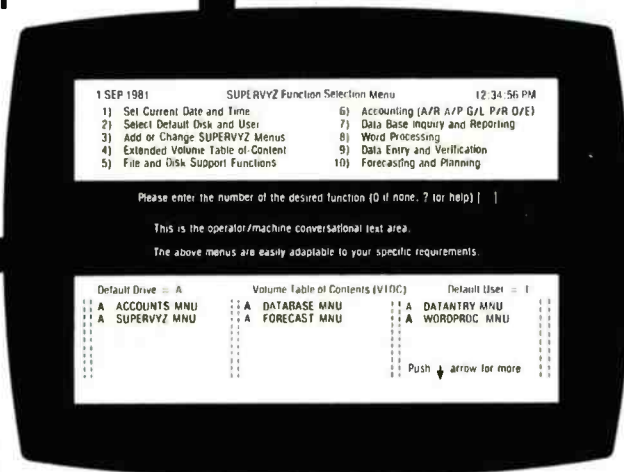 1 SEP 1981 SUPERVYZ Function Selection Menu 12:34:56 PM
1) Set Current Date and Time 6) Accounting (A/R A/P G/L P/R O/E)
2) Select Default Disk and User 7) Data Base Inquiry and Reporting
3) Add or Change SUPERVYZ Menus 8) Word Processing
4) Extended Volume Table-of-Content 9) Data Entry and Verification
5) File and Disk Support Functions 10) Forecasting and Planning
Please enter the number of the desired function (0 if none, ? for help) [ ]
This is the operator/machine conversational text area.
The above menus are easily adaptable to your specific requirements.
Default Drive = A Volume Table of Contents (VTOC) Default User = 1
A ACCOUNTS MNU A DATABASE MNU A DATANTRY MNU
A SUPERVYZ MNU A FORECAST MNU A WORDPROC MNU
Push ↓ arrow for more